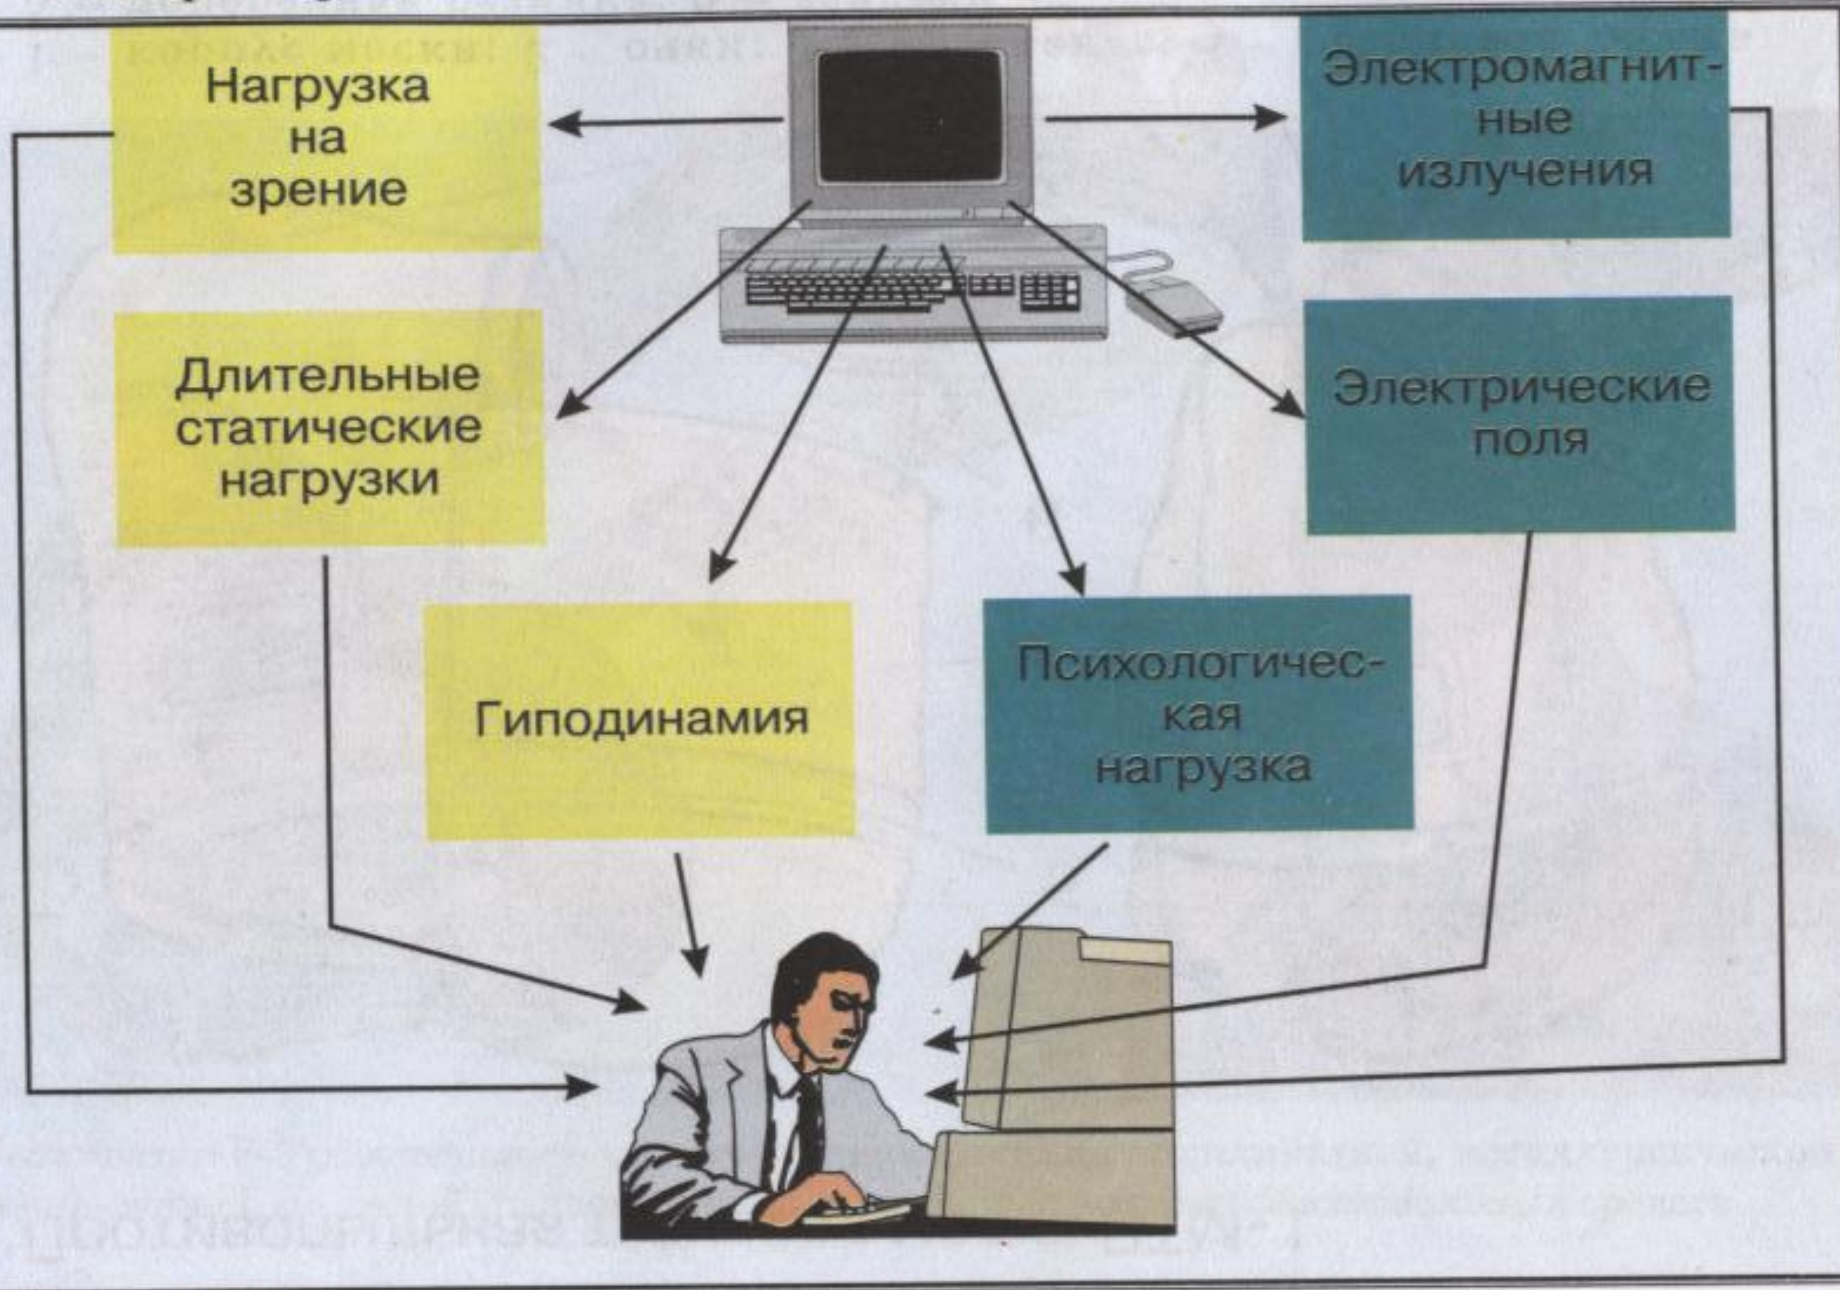 Нагрузка
на
зрение
Электромагнит-
ные
излучения
Длительные
статические
нагрузки
Электрические
поля
Гиподинамия
Психологичес-
кая
нагрузка